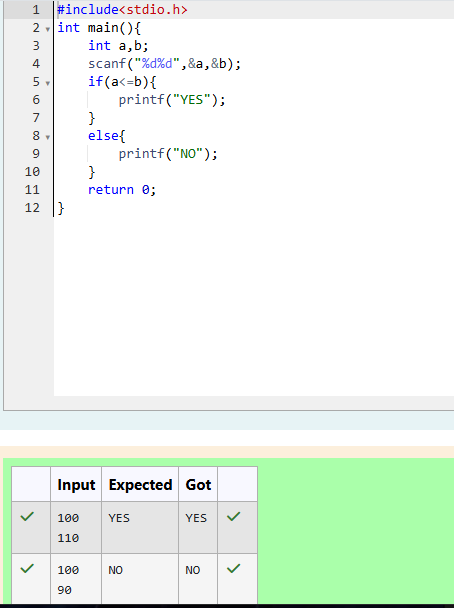 1 #include<stdio.h>
2 int main(){
3     int a,b;
4     scanf("%d%d",&a,&b);
5     if(a<=b){
6         printf("YES");
7     }
8     else{
9         printf("NO");
10     }
11     return 0;
12 }
Input Expected Got
100 YES YES
110
100 NO NO
90